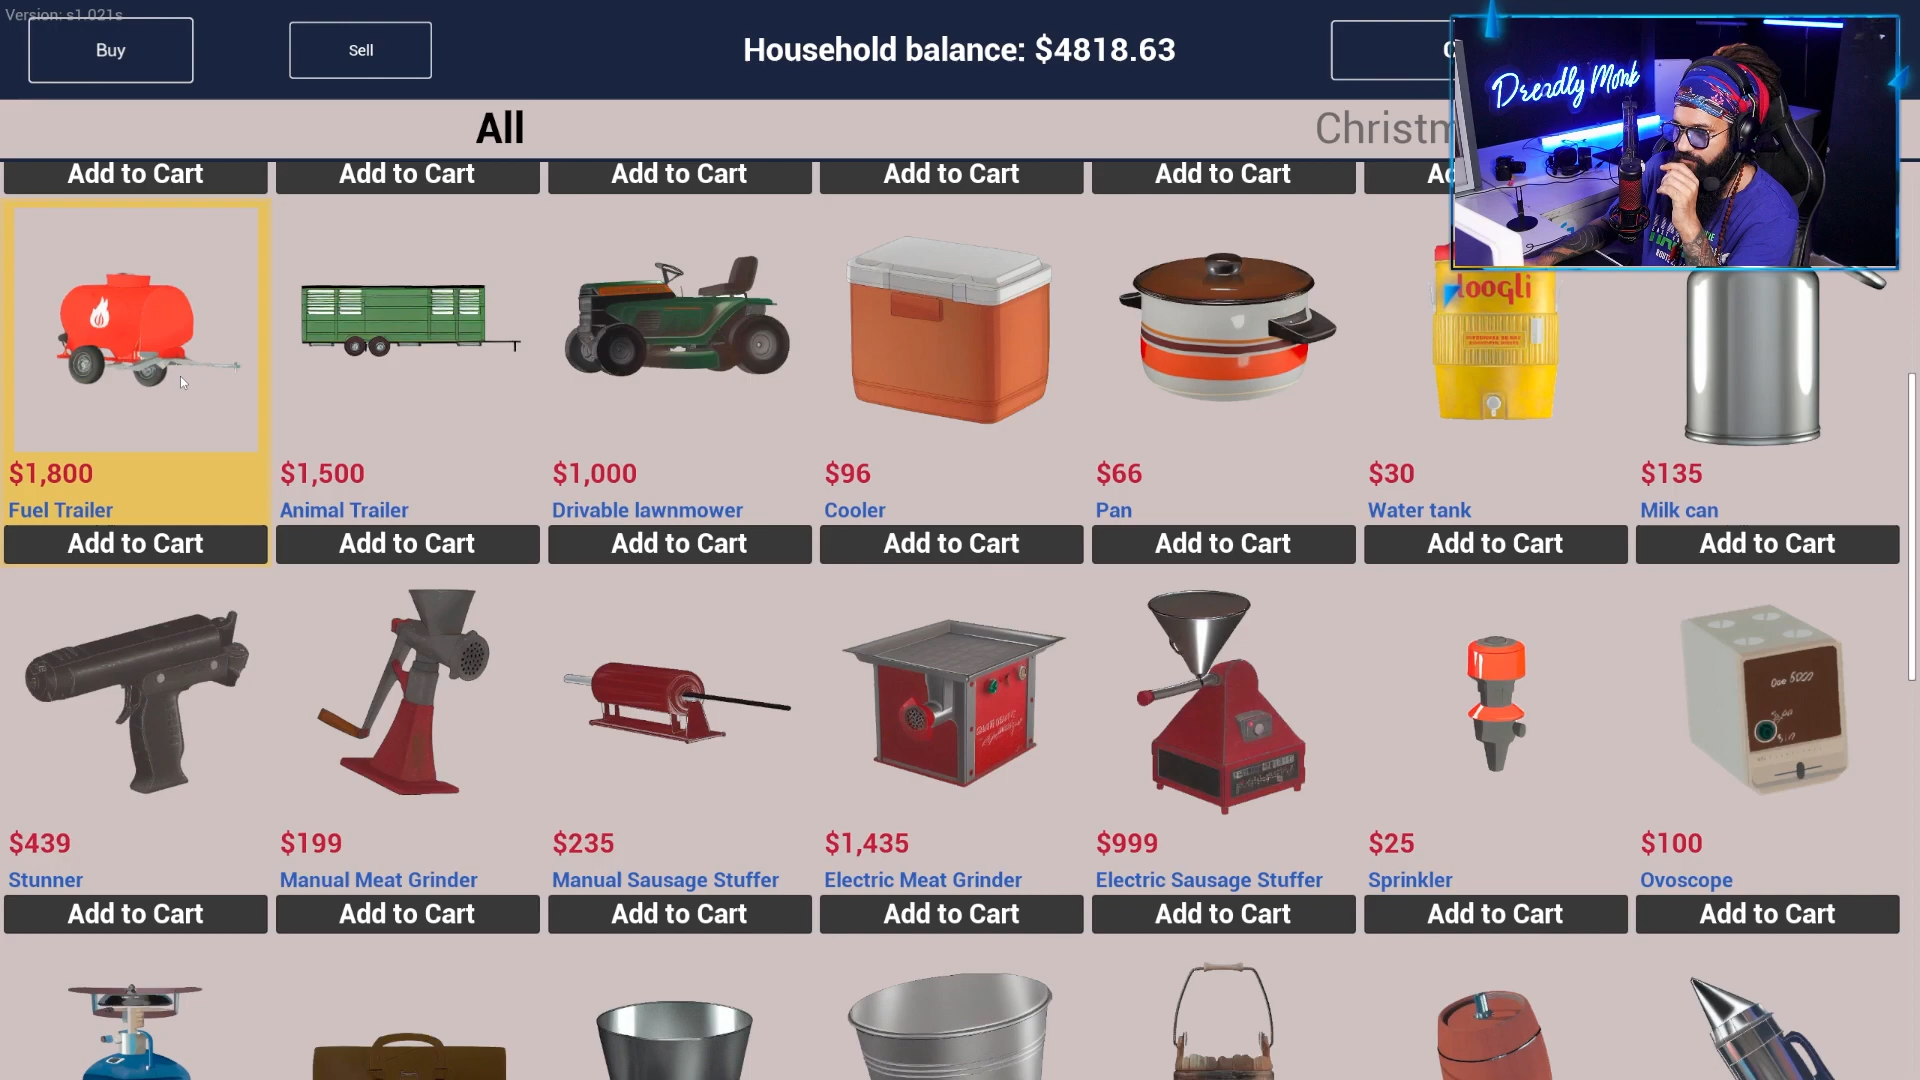 Version: s1.021s
Buy
Sell
Household balance: $4818.63
All
Christm
Dreadly Monk
Add to Cart
Add to Cart
Add to Cart
Add to Cart
Add to Cart
loogli
$1,800
$1,500
$1,000
$96
$66
$30
$135
Fuel Trailer
Animal Trailer
Drivable lawnmower
Cooler
Pan
Water tank
Milk can
Add to Cart
Add to Cart
Add to Cart
Add to Cart
Add to Cart
Add to Cart
Add to Cart
$439
$199
$235
$1,435
$999
$25
$100
Stunner
Manual Meat Grinder
Manual Sausage Stuffer
Electric Meat Grinder
Electric Sausage Stuffer
Sprinkler
Ovoscope
Add to Cart
Add to Cart
Add to Cart
Add to Cart
Add to Cart
Add to Cart
Add to Cart